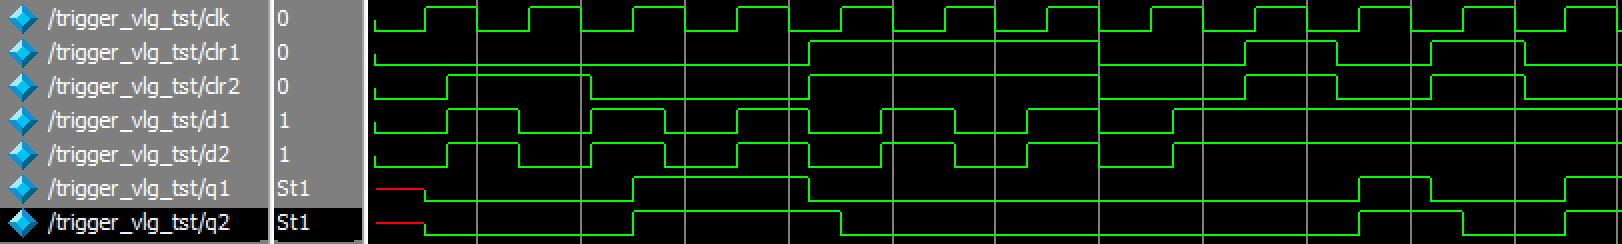 /trigger_vlg_tst/clk 0
/trigger_vlg_tst/clr1 0
/trigger_vlg_tst/clr2 0
/trigger_vlg_tst/d1 1
/trigger_vlg_tst/d2 1
/trigger_vlg_tst/q1 St1
/trigger_vlg_tst/q2 St1